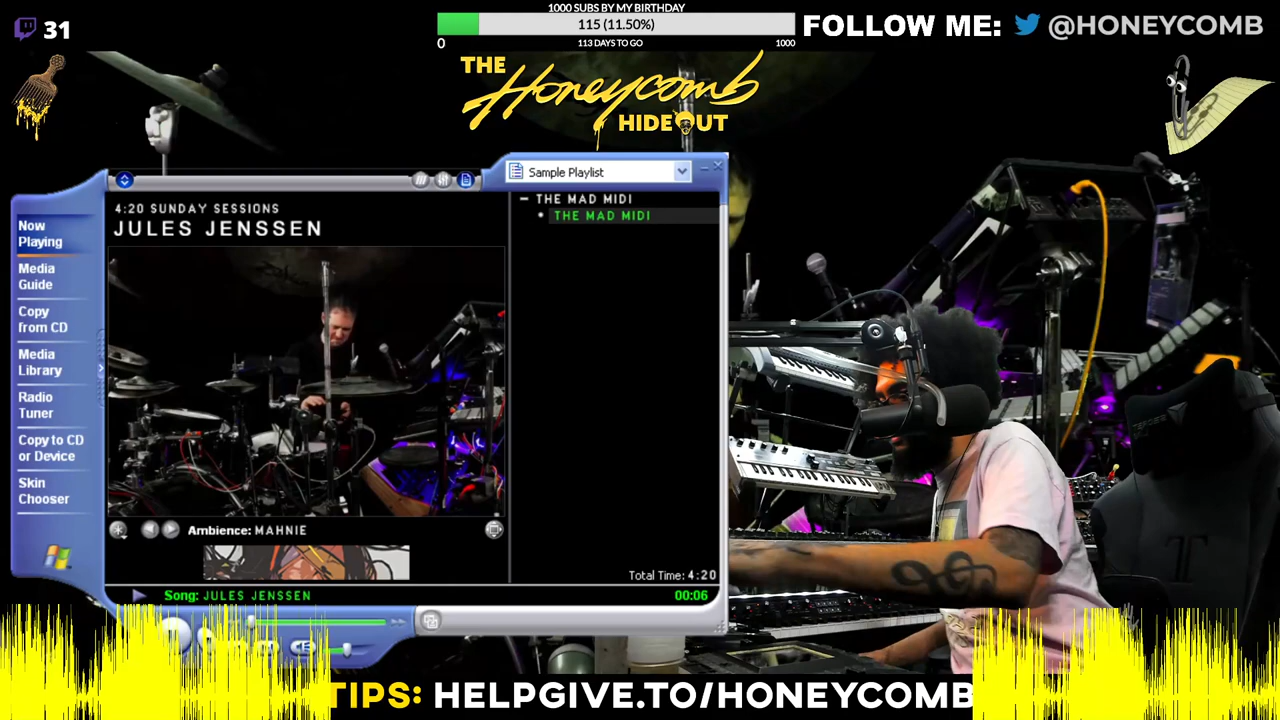 31
1000 SUBS BY MY BIRTHDAY
115 (11.50%)
0
113 DAYS TO GO
1000
FOLLOW ME: @HONEYCOMB
THE
Honeycomb
HIDEOUT
Sample Playlist
4:20 SUNDAY SESSIONS
JULES JENSSEN
THE MAD MIDI
THE MAD MIDI
Now
Playing
Media
Guide
Copy
from CD
Media
Library
Radio
Tuner
Copy to CD
or Device
Skin
Chooser
Ambience: MAHNIE
Total Time: 4:20
Song: JULES JENSSEN
00:06
TIPS: HELPGIVE.TO/HONEYCOMB